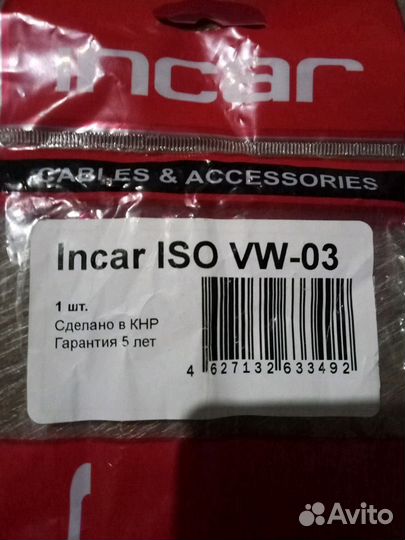 incar
CABLES & ACCESSORIES
Incar ISO VW-03
1 шт.
Сделано в КНР
Гарантия 5 лет
4 627132 633492
Avito